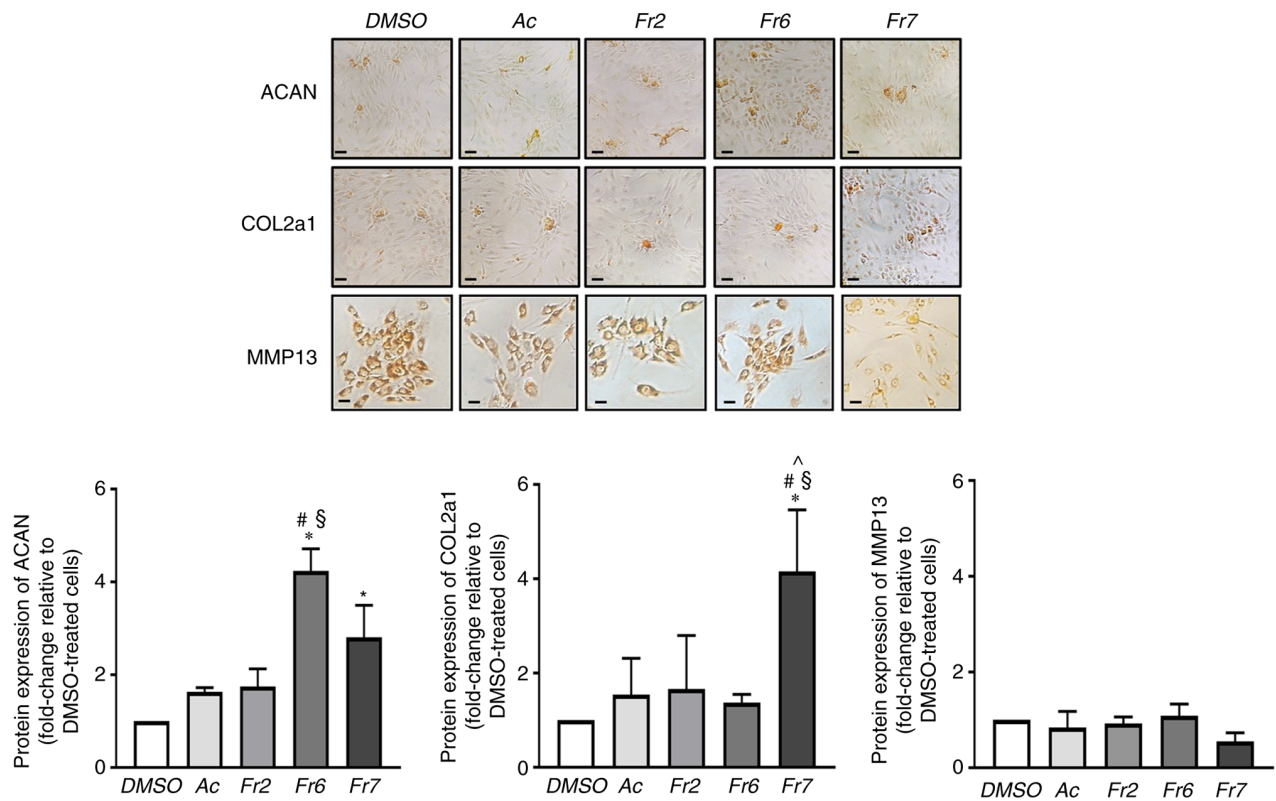 DMSO Ac Fr2 Fr6 Fr7
ACAN
COL2a1
MMP13
Protein expression of ACAN
(fold-change relative to
DMSO-treated cells)
6
4
2
0
# §
*
*
DMSO Ac Fr2 Fr6 Fr7
Protein expression of COL2a1
(fold-change relative to
DMSO-treated cells)
6
4
2
0
^
# §
*
DMSO Ac Fr2 Fr6 Fr7
Protein expression of MMP13
(fold-change relative to
DMSO-treated cells)
6
4
2
0
DMSO Ac Fr2 Fr6 Fr7